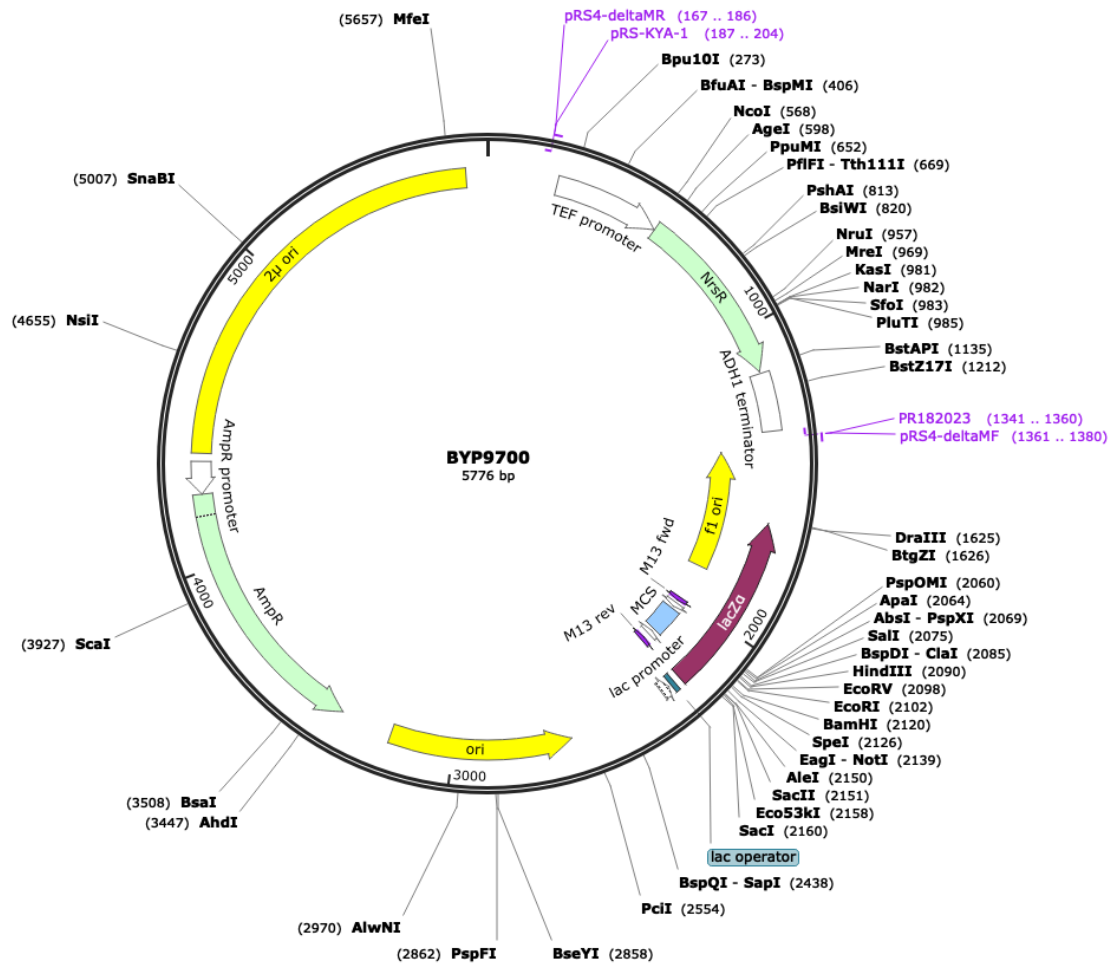 (5657) MfeI
pRS4-deltaMR (167 .. 186)
pRS-KYA-1 (187 .. 204)
Bpu10I (273)
BfuAI - BspMI (406)
NcoI (568)
AgeI (598)
PpuMI (652)
PflFI - Tth111I (669)
PshAI (813)
BsiWI (820)
NruI (957)
MreI (969)
KasI (981)
NarI (982)
SfoI (983)
PluTI (985)
BstAPI (1135)
BstZ17I (1212)
PR182023 (1341 .. 1360)
pRS4-deltaMF (1361 .. 1380)
DraIII (1625)
BtgZI (1626)
PspOMI (2060)
ApaI (2064)
AbsI - PspXI (2069)
SalI (2075)
BspDI - ClaI (2085)
HindIII (2090)
EcoRV (2098)
EcoRI (2102)
BamHI (2120)
SpeI (2126)
EagI - NotI (2139)
AleI (2150)
SacII (2151)
Eco53kI (2158)
SacI (2160)
lac operator
BspQI - SapI (2438)
PciI (2554)
BseYI (2858)
(2862) PspFI
(2970) AlwNI
(3447) AhdI
(3508) BsaI
(3927) ScaI
(4655) NsiI
(5007) SnaBI
TEF promoter
NrsR
1000
ADH1 terminator
f1 ori
lacZα
2000
M13 fwd
MCS
M13 rev
lac promoter
ori
3000
AmpR
4000
AmpR promoter
2μ ori
5000
BYP9700
5776 bp